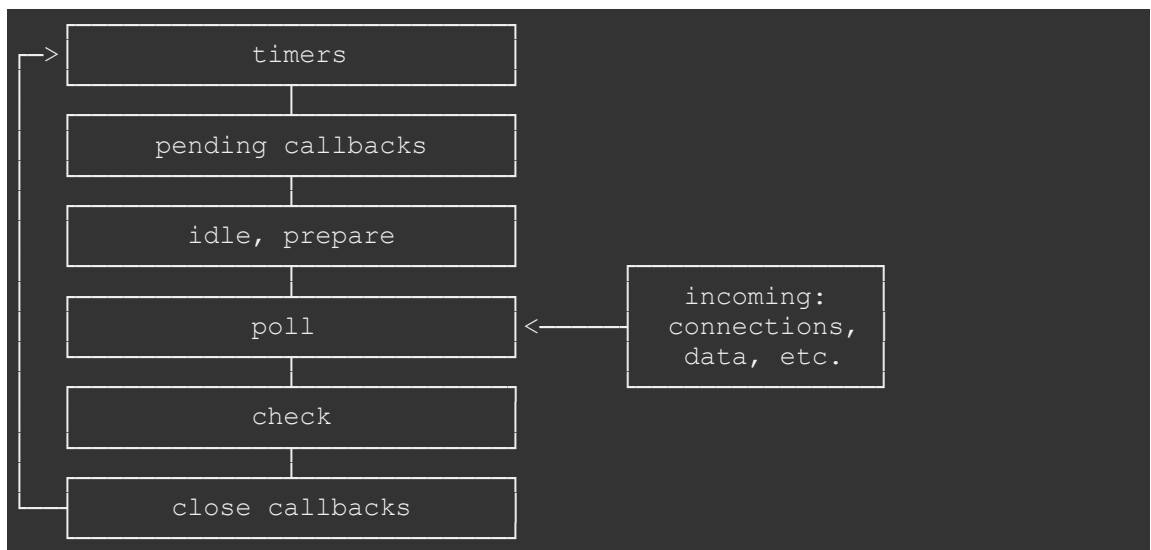 timers
pending callbacks
idle, prepare
poll
incoming:
connections,
data, etc.
check
close callbacks